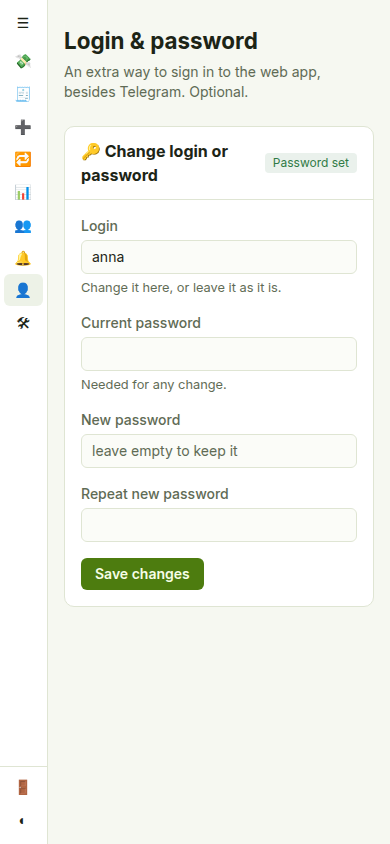 Login & password
An extra way to sign in to the web app,
besides Telegram. Optional.
🔑 Change login or
password
Password set
Login
anna
Change it here, or leave it as it is.
Current password
Needed for any change.
New password
leave empty to keep it
Repeat new password
Save changes